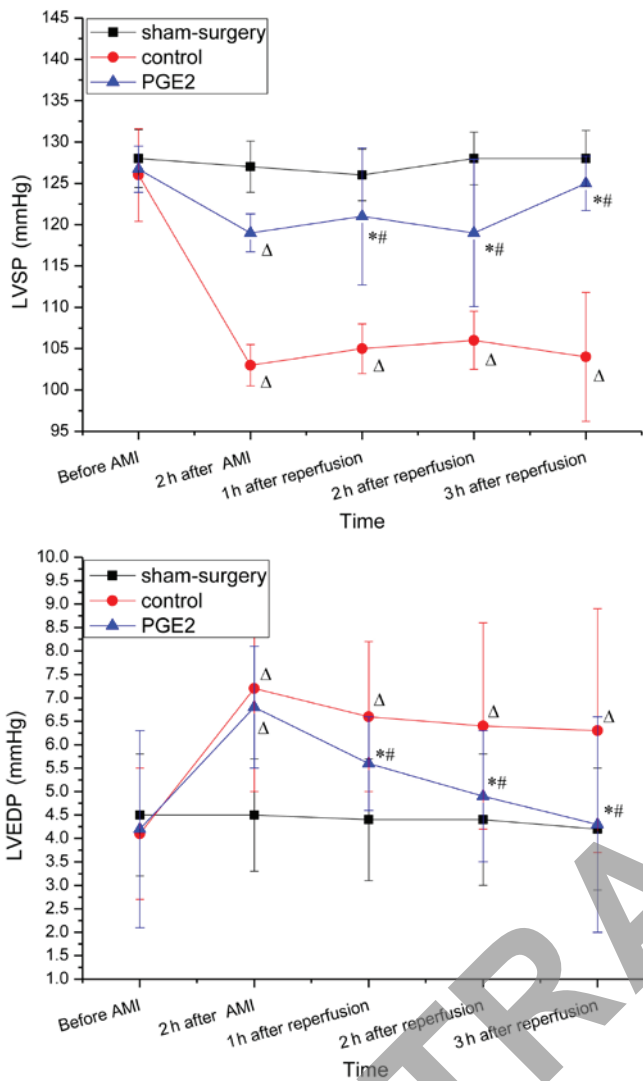 145
140
135
130
125
120
115
110
105
100
95
LVSP (mmHg)
sham-surgery
control
PGE2
Δ
*#
*#
*#
Δ
Δ
Δ
Δ
Before AMI
2 h after AMI
1 h after reperfusion
2 h after reperfusion
3 h after reperfusion
Time
10.0
9.5
9.0
8.5
8.0
7.5
7.0
6.5
6.0
5.5
5.0
4.5
4.0
3.5
3.0
2.5
2.0
1.5
1.0
LVEDP (mmHg)
sham-surgery
control
PGE2
Δ
Δ
Δ
Δ
Δ
*#
*#
*#
Before AMI
2 h after AMI
1 h after reperfusion
2 h after reperfusion
3 h after reperfusion
Time
TRA